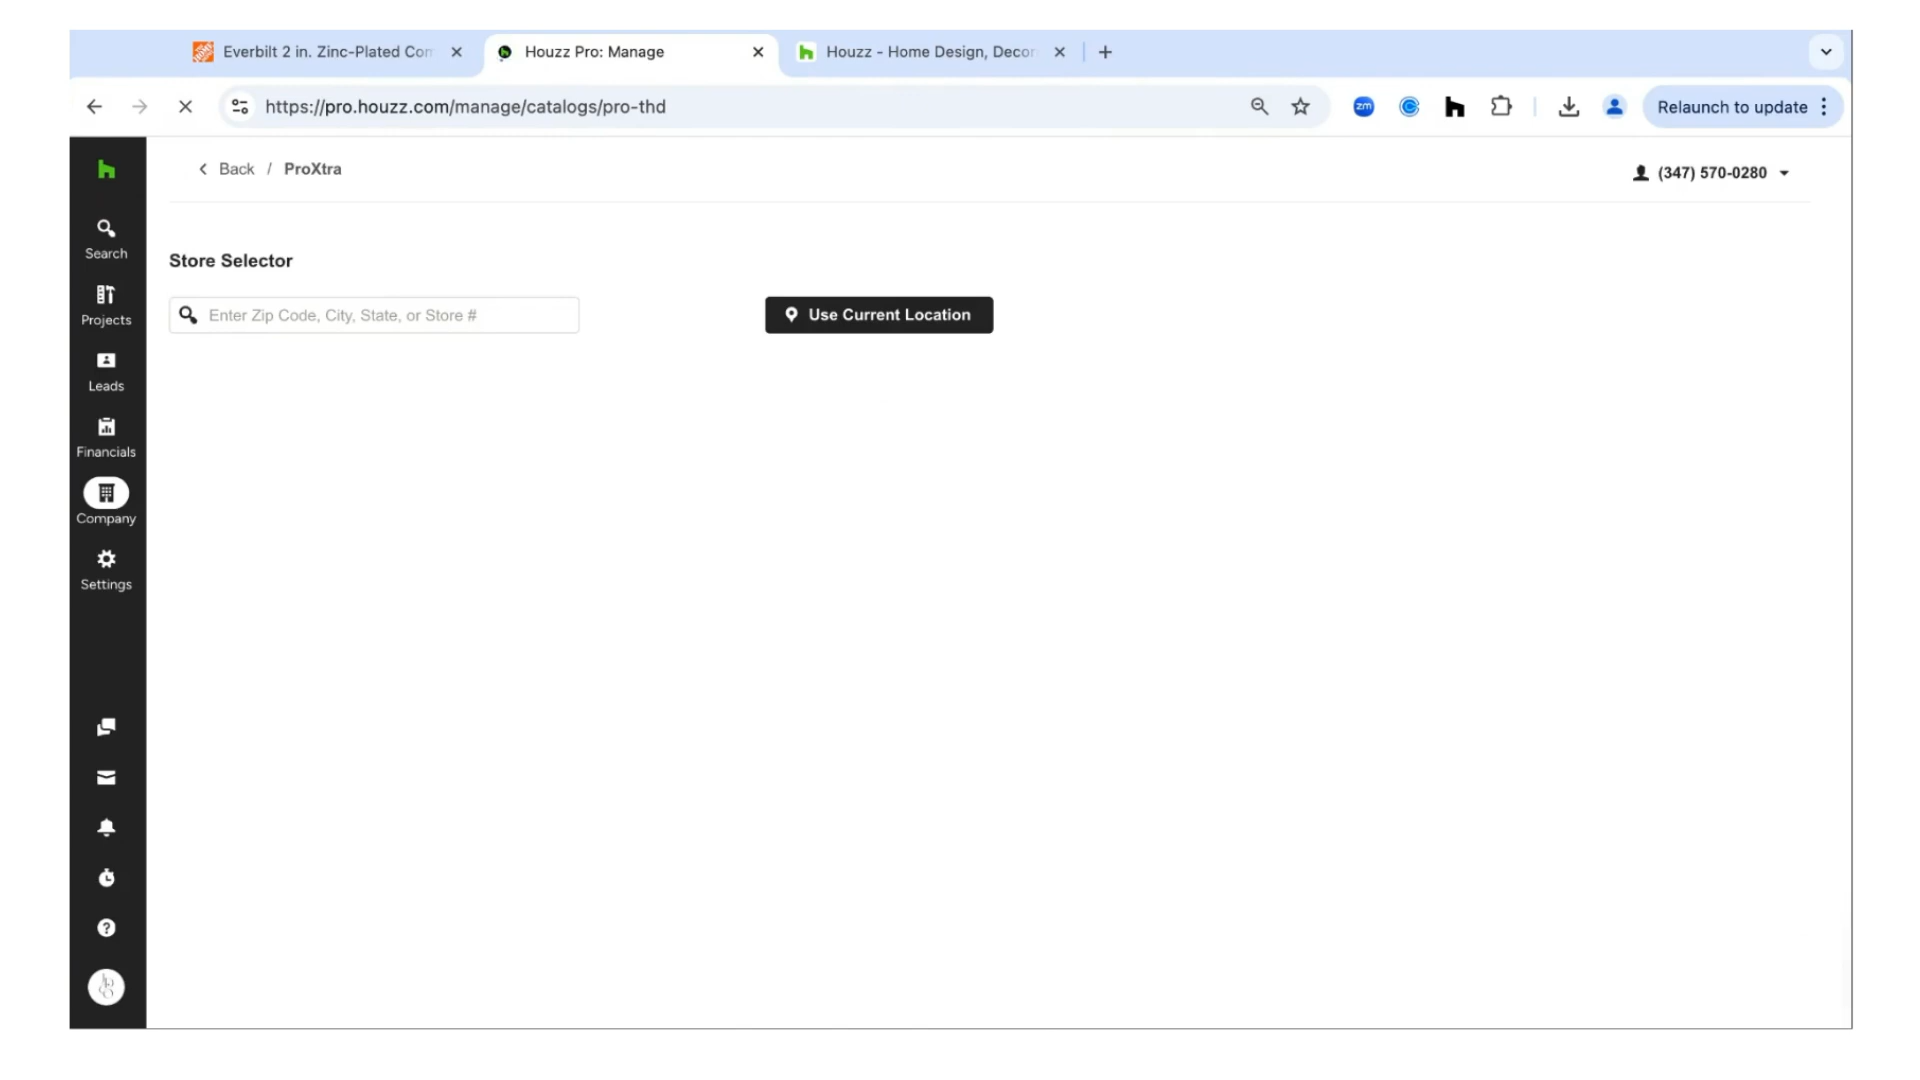 Everbilt 2 in. Zinc-Plated Con
Houzz Pro: Manage
Houzz - Home Design, Decor
https://pro.houzz.com/manage/catalogs/pro-thd
zm
Relaunch to update
Back / ProXtra
(347) 570-0280
Search
Store Selector
Projects
Enter Zip Code, City, State, or Store #
Use Current Location
Leads
Financials
Company
Settings